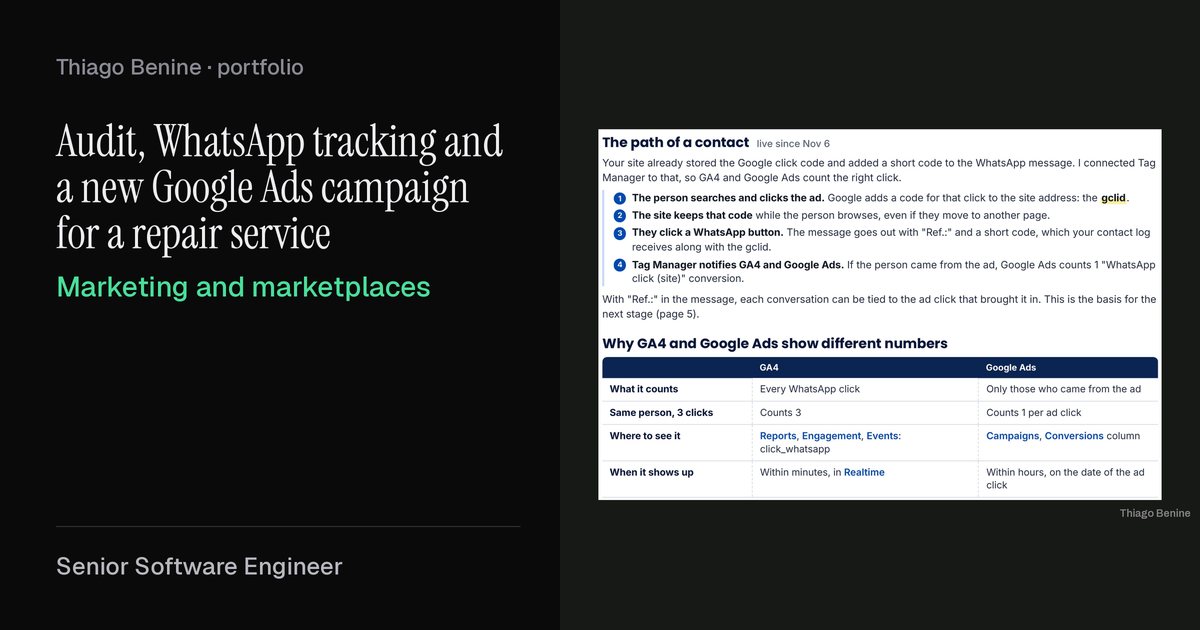 Thiago Benine · portfolio
Audit, WhatsApp tracking and
a new Google Ads campaign
for a repair service
Marketing and marketplaces
Senior Software Engineer
The path of a contact live since Nov 6
Your site already stored the Google click code and added a short code to the WhatsApp message. I connected Tag
Manager to that, so GA4 and Google Ads count the right click.
1 The person searches and clicks the ad. Google adds a code for that click to the site address: the gclid.
2 The site keeps that code while the person browses, even if they move to another page.
3 They click a WhatsApp button. The message goes out with "Ref.:" and a short code, which your contact log
receives along with the gclid.
4 Tag Manager notifies GA4 and Google Ads. If the person came from the ad, Google Ads counts 1 "WhatsApp
click (site)" conversion.
With "Ref.:" in the message, each conversation can be tied to the ad click that brought it in. This is the basis for the
next stage (page 5).
Why GA4 and Google Ads show different numbers
GA4 Google Ads
What it counts Every WhatsApp click Only those who came from the ad
Same person, 3 clicks Counts 3 Counts 1 per ad click
Where to see it Reports, Engagement, Events: Campaigns, Conversions column
click_whatsapp
When it shows up Within minutes, in Realtime Within hours, on the date of the ad
click
Thiago Benine